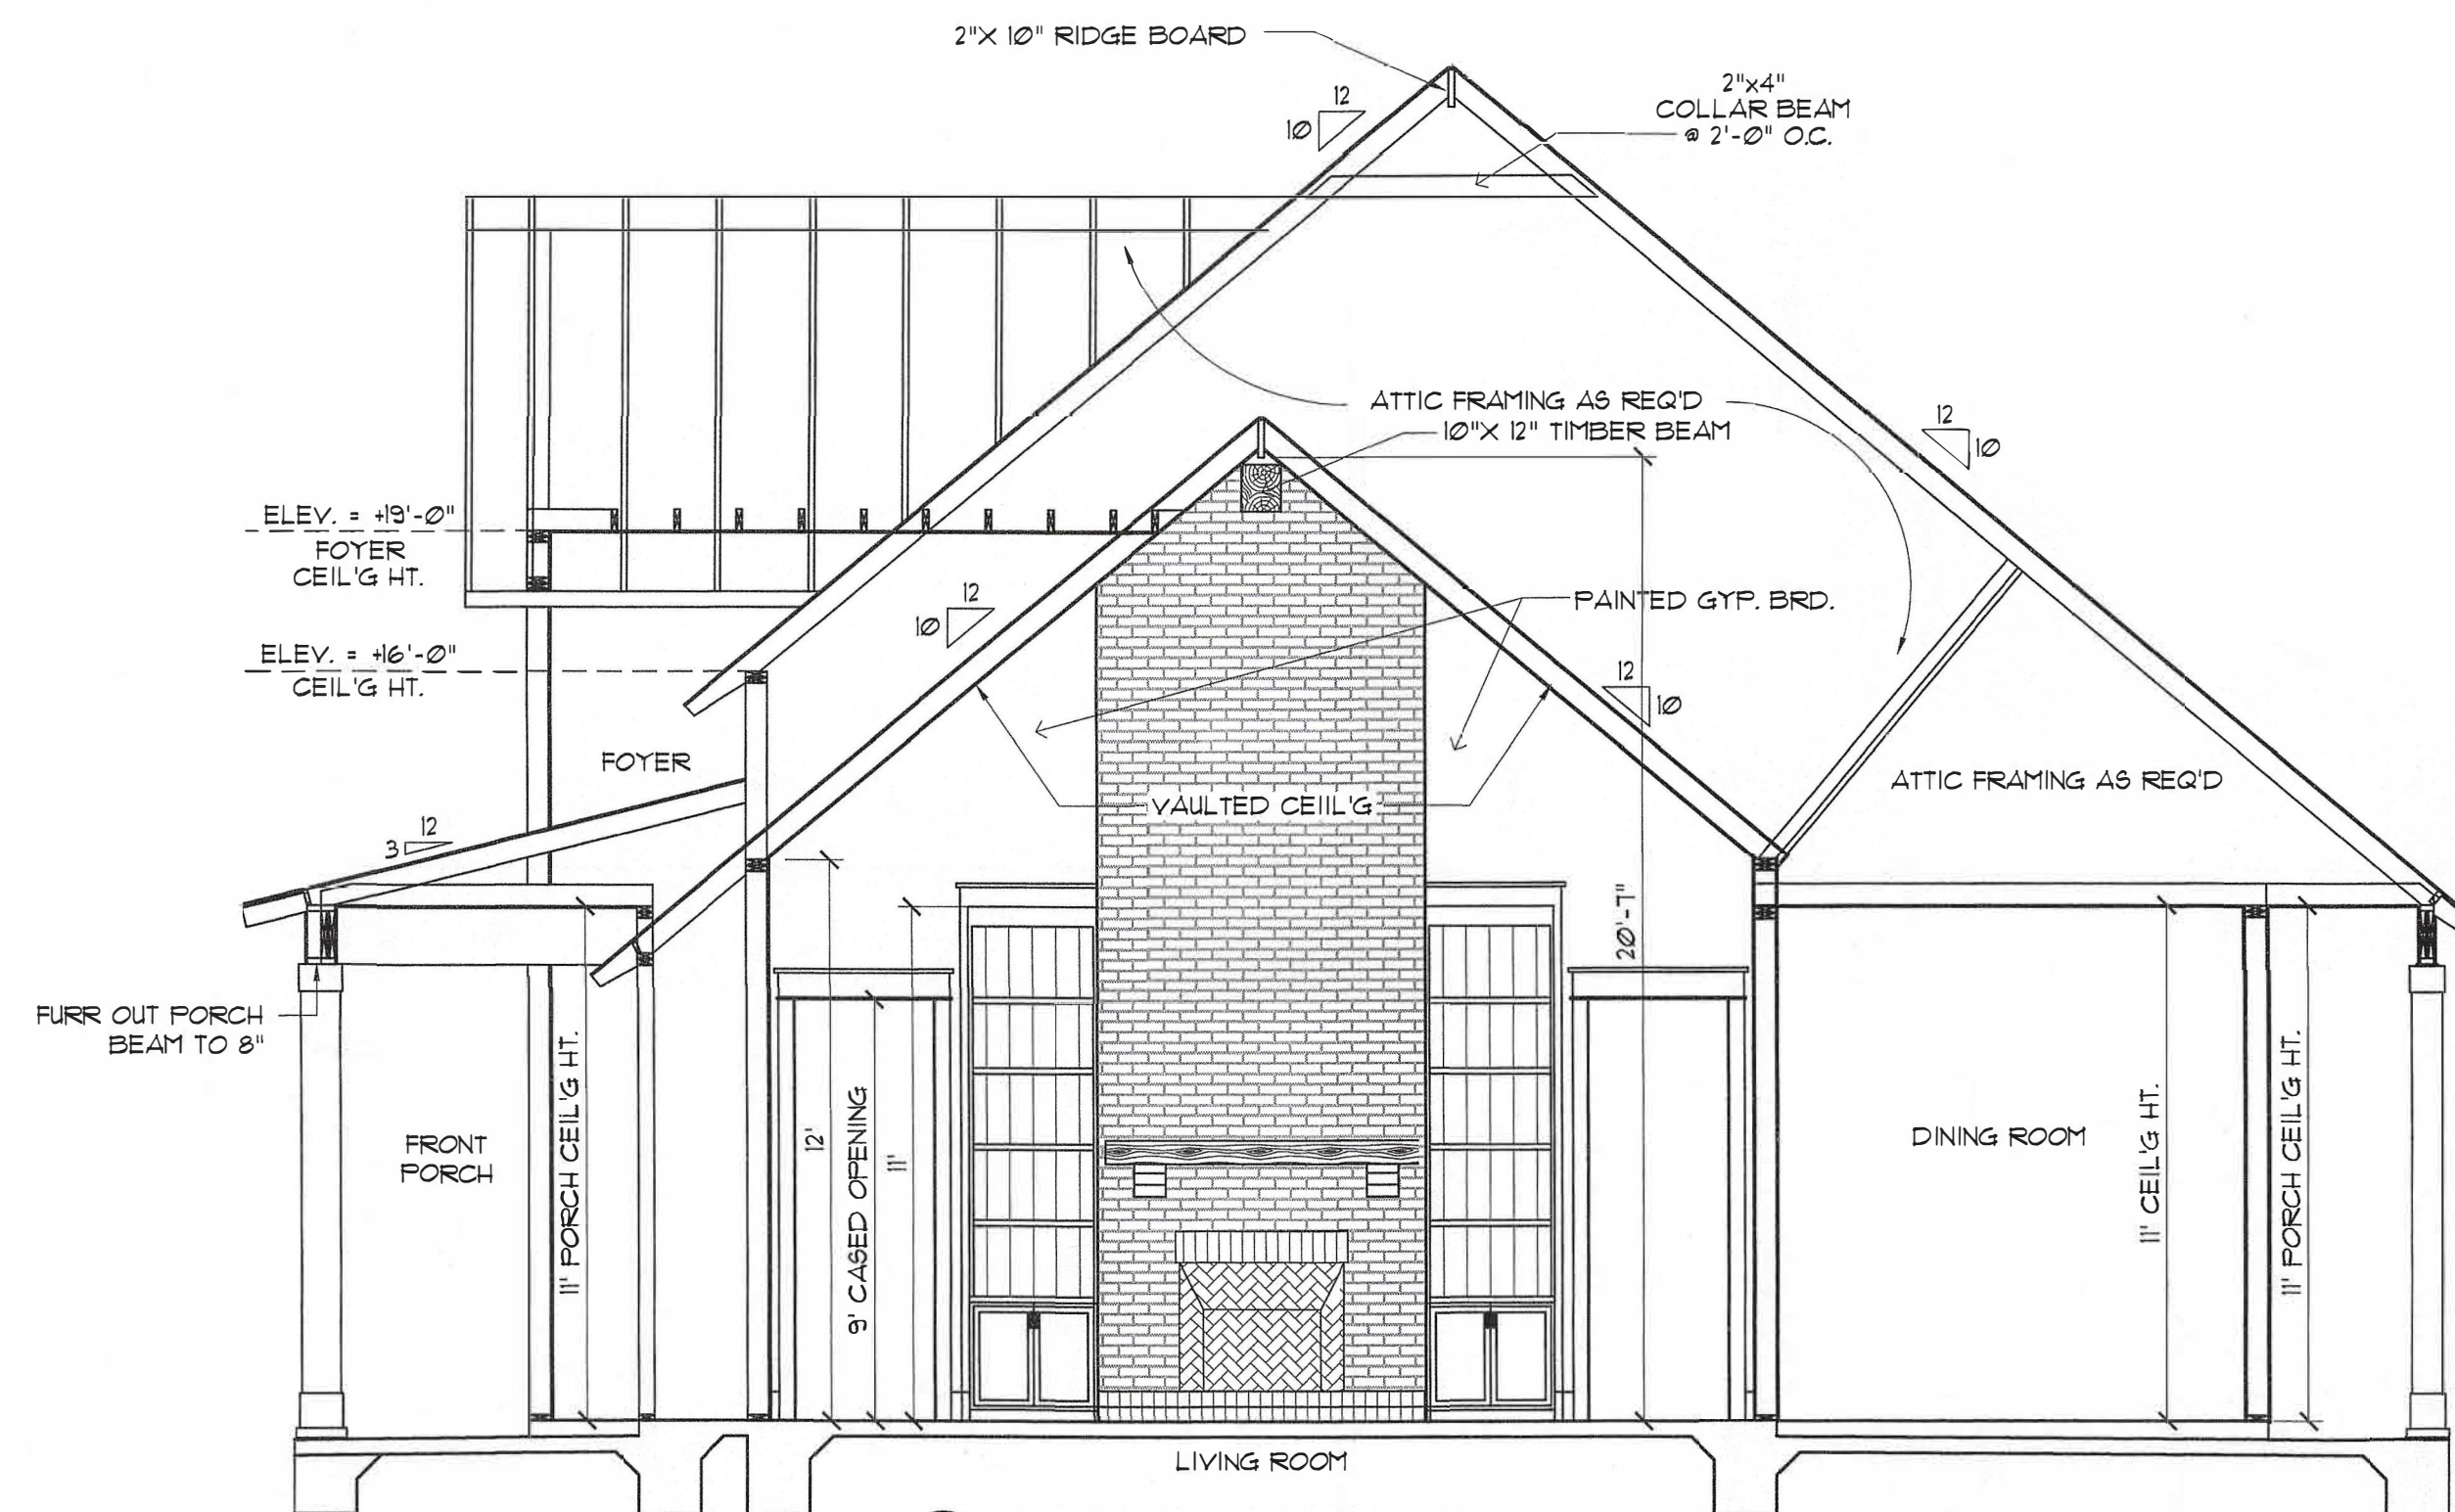 2"X 10" RIDGE BOARD
2"x4"
COLLAR BEAM
@ 2'-0" O.C.
12
10
ATTIC FRAMING AS REQ'D
10"X 12" TIMBER BEAM
12
10
ELEV. = +19'-0"
FOYER
CEIL'G HT.
12
10
PAINTED GYP. BRD.
ELEV. = +16'-0"
CEIL'G HT.
12
10
FOYER
ATTIC FRAMING AS REQ'D
VAULTED CEIIL'G
12
3
20'-7"
FURR OUT PORCH
BEAM TO 8"
FRONT
PORCH
11' PORCH CEIL'G HT.
12'
9' CASED OPENING
11'
DINING ROOM
11' CEIL'G HT.
11' PORCH CEIL'G HT.
LIVING ROOM